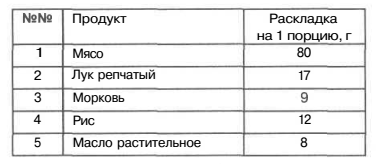 №№ Продукт Раскладка
на 1 порцию, г
1 Мясо 80
2 Лук репчатый 17
3 Морковь 9
4 Рис 12
5 Масло растительное 8